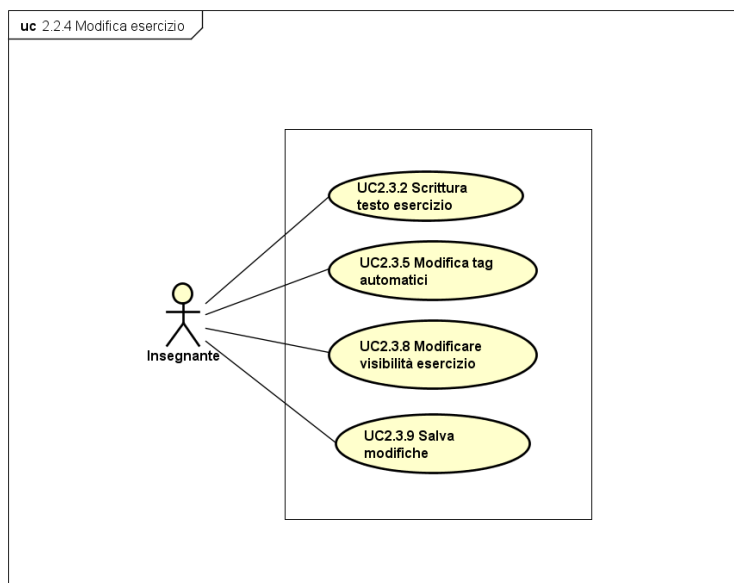 uc 2.2.4 Modifica esercizio
UC2.3.2 Scrittura
testo esercizio
UC2.3.5 Modifica tag
automatici
UC2.3.8 Modificare
visibilità esercizio
Insegnante
UC2.3.9 Salva
modifiche